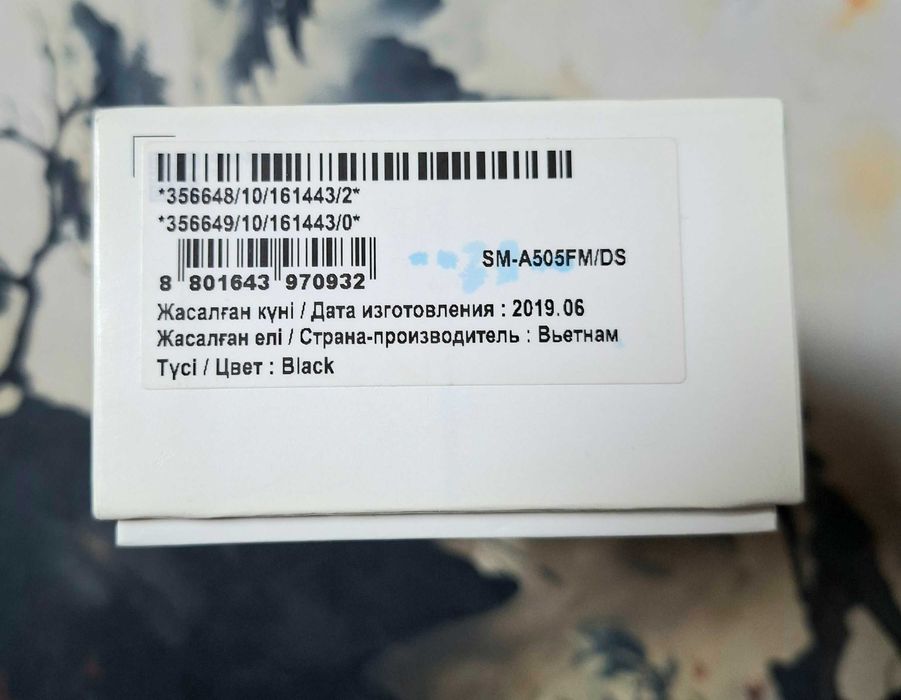 *356648/10/161443/2*
*356649/10/161443/0*
SM-A505FM/DS
8 801643 970932
Жасалған күні / Дата изготовления : 2019.06
Жасалған елі / Страна-производитель : Вьетнам
Түсі / Цвет : Black